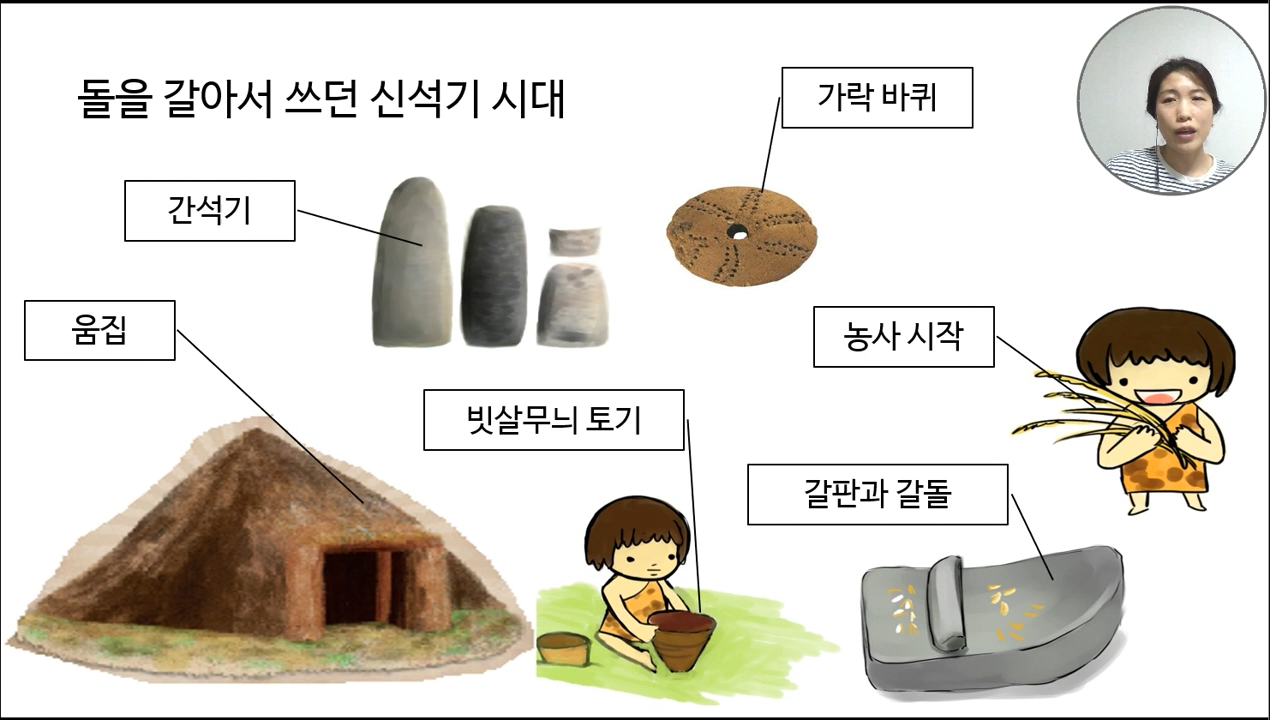 돌을 갈아서 쓰던 신석기 시대
가락 바퀴
간석기
움집
농사 시작
빗살무늬 토기
갈판과 갈돌